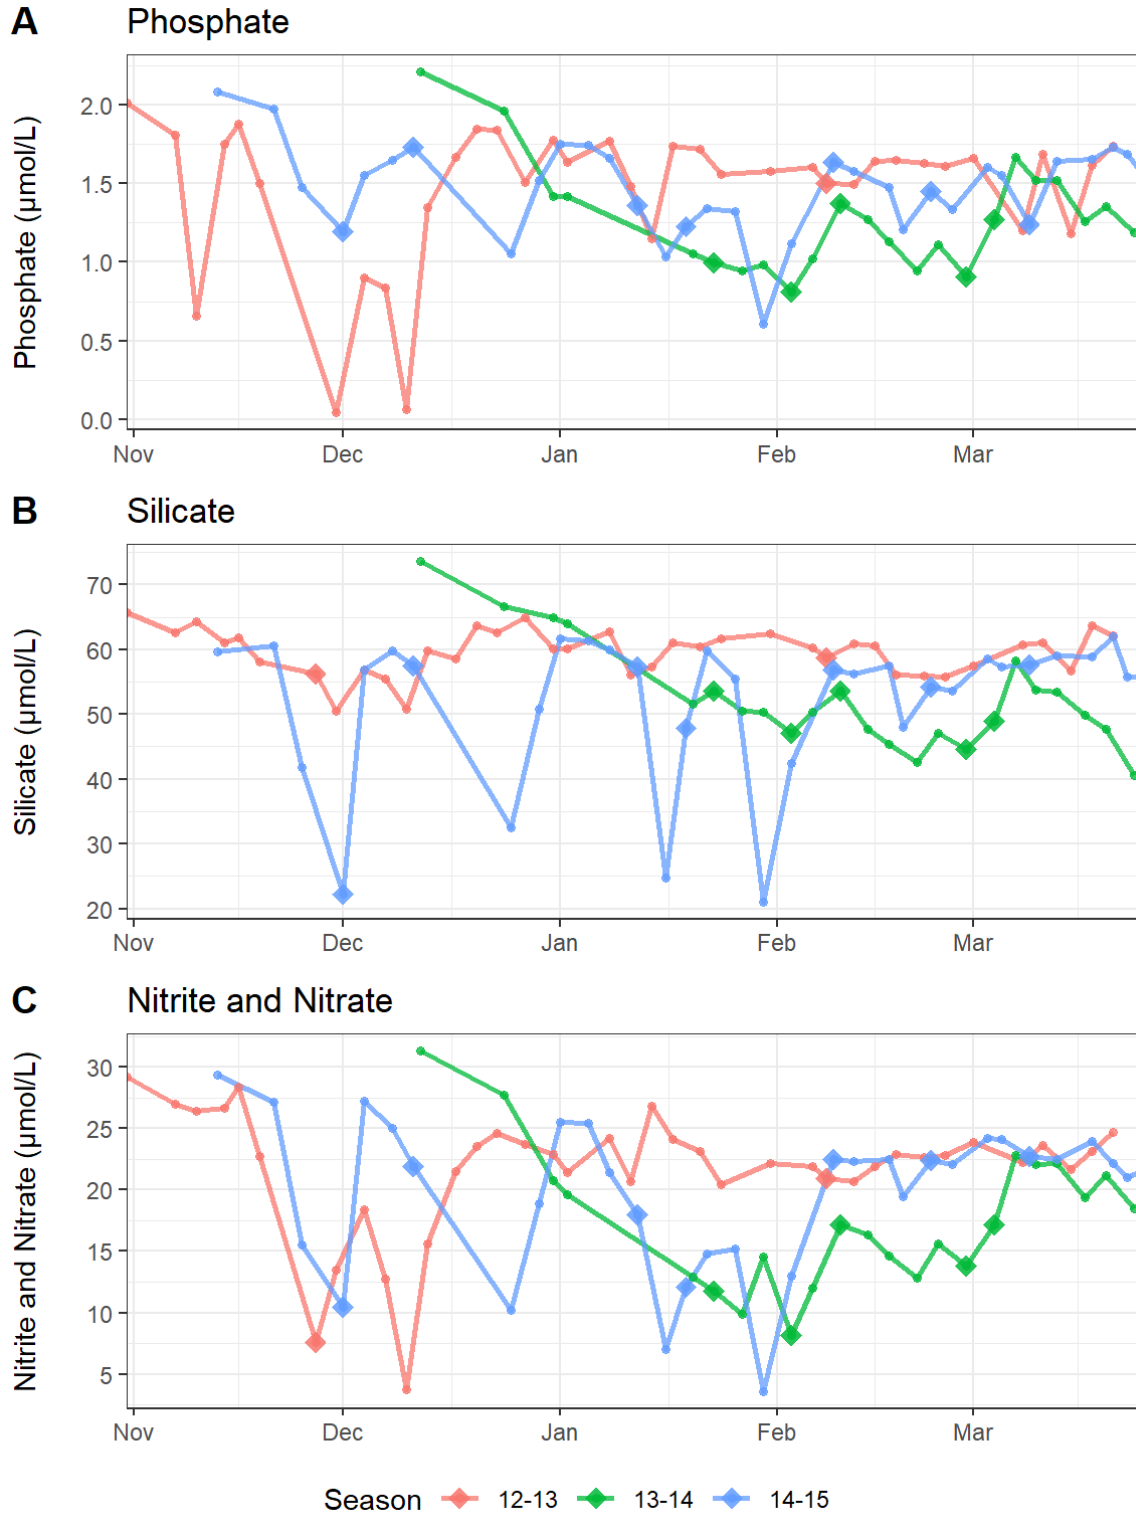 A Phosphate
Phosphate (µmol/L)
2.0
1.5
1.0
0.5
0.0
Nov Dec Jan Feb Mar
B Silicate
Silicate (µmol/L)
70
60
50
40
30
20
Nov Dec Jan Feb Mar
C Nitrite and Nitrate
Nitrite and Nitrate (µmol/L)
30
25
20
15
10
5
Nov Dec Jan Feb Mar
Season 12-13 13-14 14-15